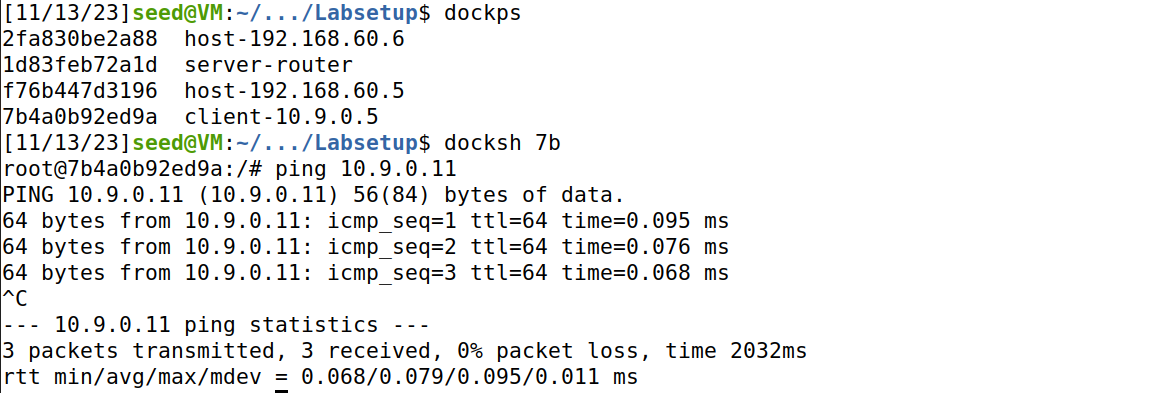 [11/13/23]seed@VM:~/.../Labsetup$ dockps
2fa830be2a88  host-192.168.60.6
1d83feb72a1d  server-router
f76b447d3196  host-192.168.60.5
7b4a0b92ed9a  client-10.9.0.5
[11/13/23]seed@VM:~/.../Labsetup$ docksh 7b
root@7b4a0b92ed9a:/# ping 10.9.0.11
PING 10.9.0.11 (10.9.0.11) 56(84) bytes of data.
64 bytes from 10.9.0.11: icmp_seq=1 ttl=64 time=0.095 ms
64 bytes from 10.9.0.11: icmp_seq=2 ttl=64 time=0.076 ms
64 bytes from 10.9.0.11: icmp_seq=3 ttl=64 time=0.068 ms
^C
--- 10.9.0.11 ping statistics ---
3 packets transmitted, 3 received, 0% packet loss, time 2032ms
rtt min/avg/max/mdev = 0.068/0.079/0.095/0.011 ms